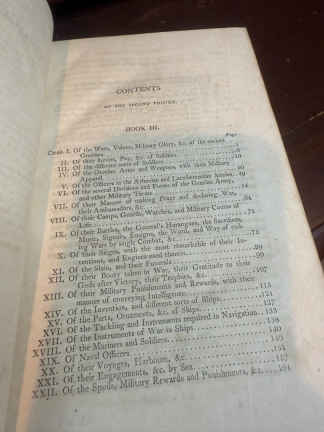 CONTENTS
OF THE SECOND VOLUME.
BOOK III.
Page
CHAP. I. Of the Wars, Valour, Military Glory, &c. of the ancient
Grecians
II. Of their Levies, Pay, &c. of Soldiers
III. Of the different sorts of Soldiers
IV. Of the Grecian Arms and Weapons, with their Military
Apparel
V. Of the Officers in the Athenian and Lacedæmonian Armies
VI. Of the several Divisions and Forms of the Grecian Army,
and other Military Terms
VII. Of their Manner of making Peace and declaring War,
their Ambassadors, &c.
VIII. Of their Camps, Guards, Watches, and Military Course of
Life
IX. Of their Battles, the General's Harangues, the Sacrifices,
Music, Signals, Ensigns, the Word, and Way of end-
ing Wars by single Combat, &c.
X. Of their Sieges, with the most remarkable of their In-
ventions, and Engines used therein
XI. Of the Slain, and their Funerals
XII. Of their Booty taken in War, their Gratitude to their
Gods after Victory, their Trophies, &c. 107
XIII. Of their Military Punishments and Rewards, with their
manner of conveying Intelligence
XIV. Of the Invention, and different sorts of Ships
XV. Of the Parts, Ornaments, &c. of Ships
XVI. Of the Tackling and Instruments required in Navigation
XVII. Of the Instruments of War in Ships
XVIII. Of the Mariners and Soldiers
XIX. Of Naval Officers
XX. Of their Voyages, Harbours, &c.
XXI. Of their Engagements, &c. by Sea
XXII. Of the Spoils, Military Rewards and Punishments, &c.